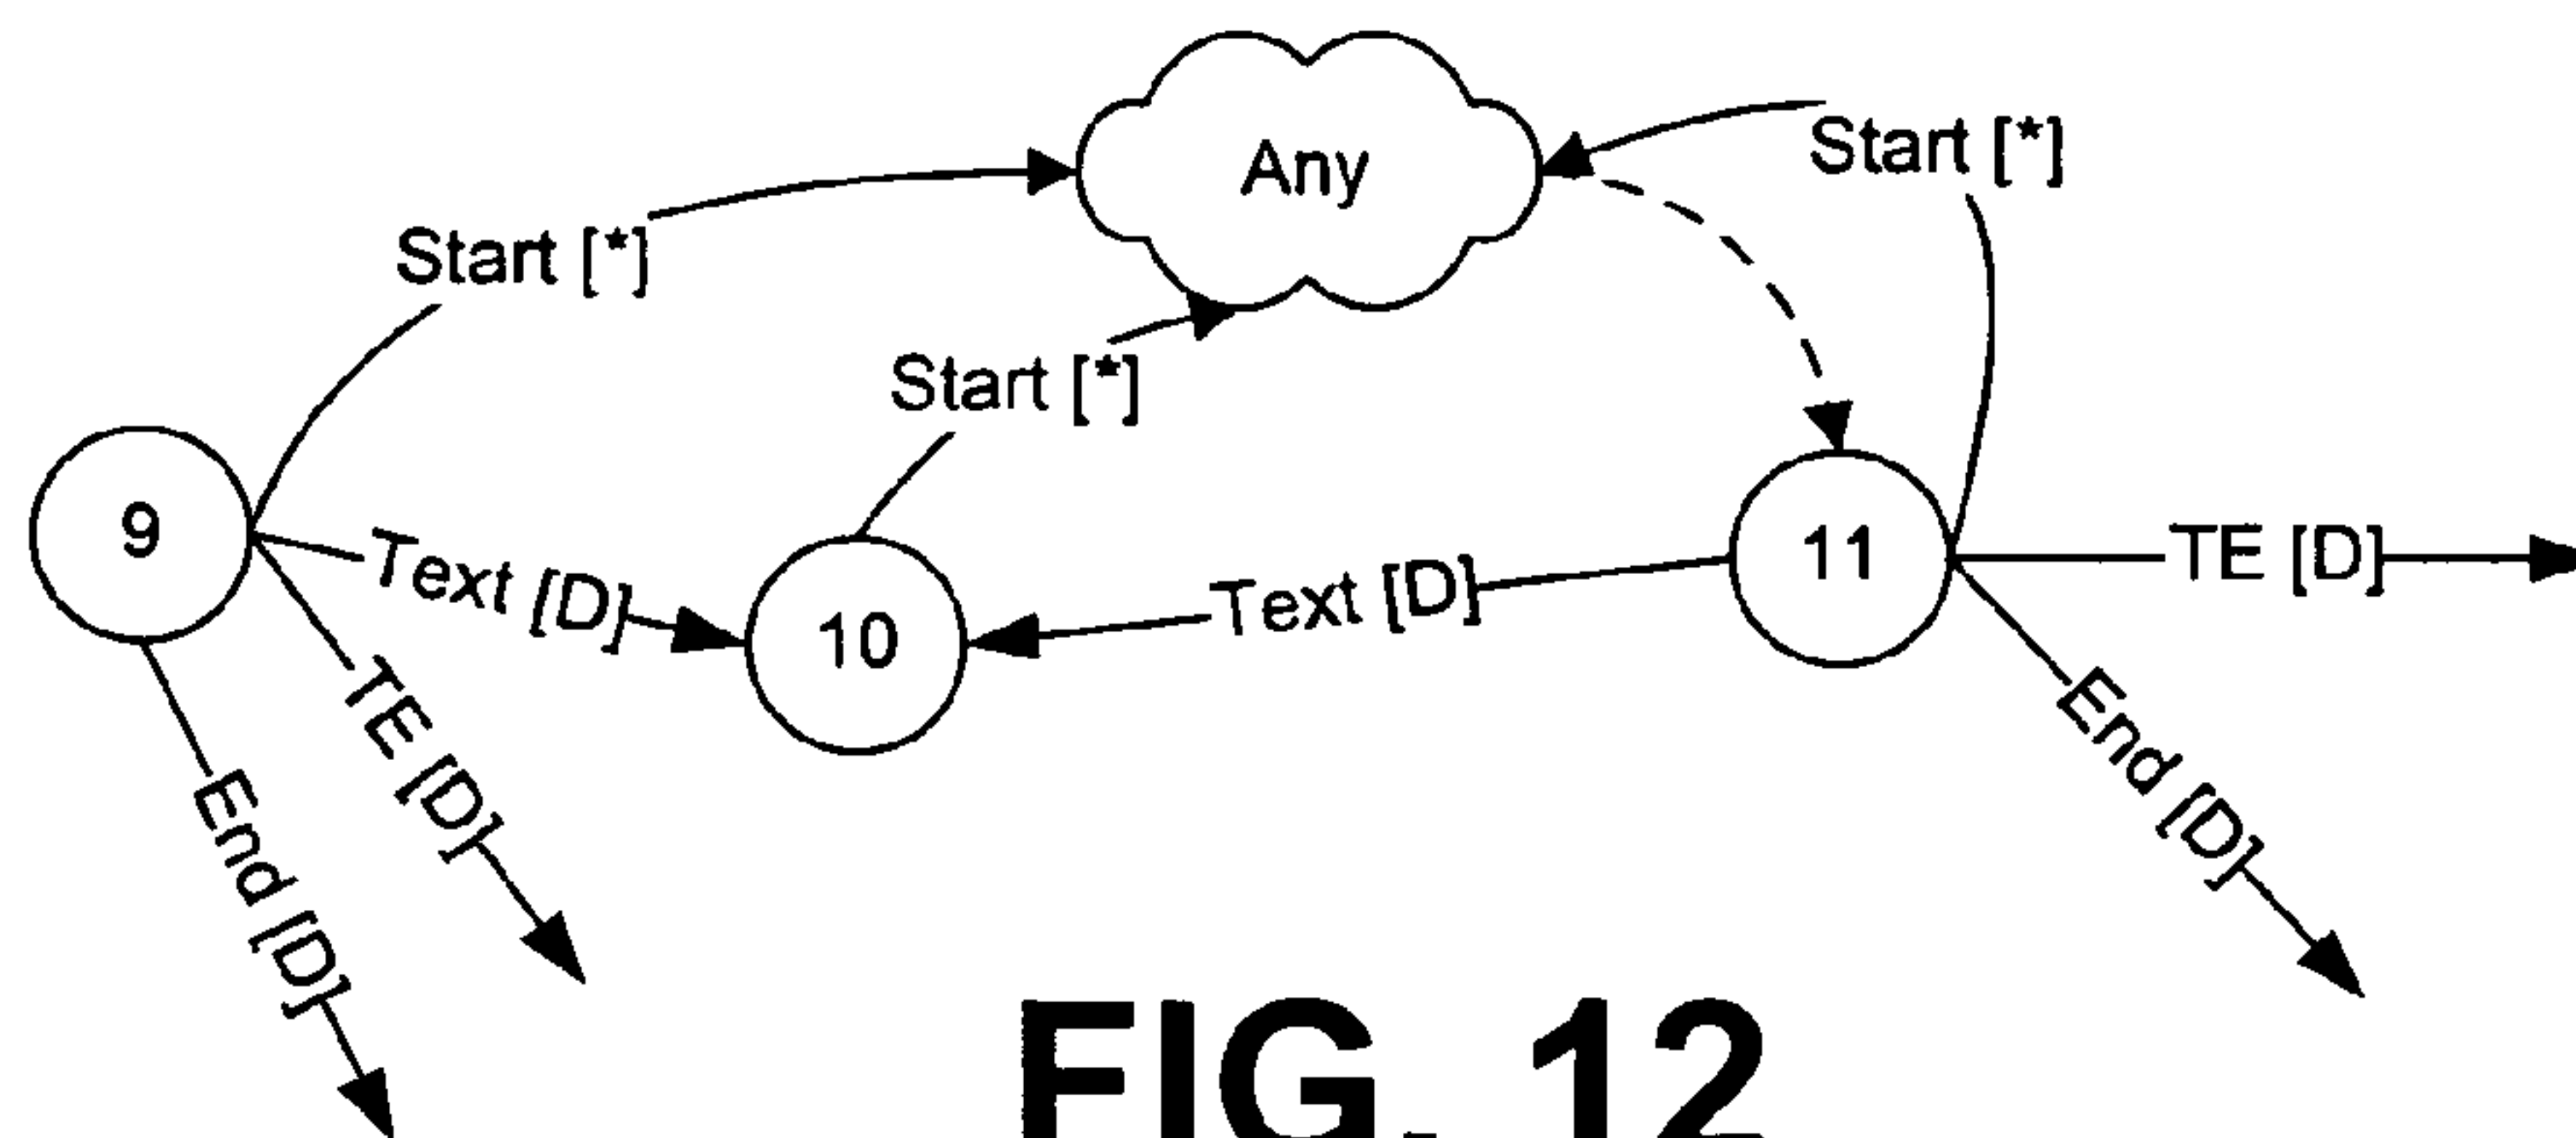 Any
Start [*]
Start [*]
Start [*]
9
Text [D]
10
Text [D]
11
TE [D]
TE [D]
End [D]
End [D]
FIG. 12